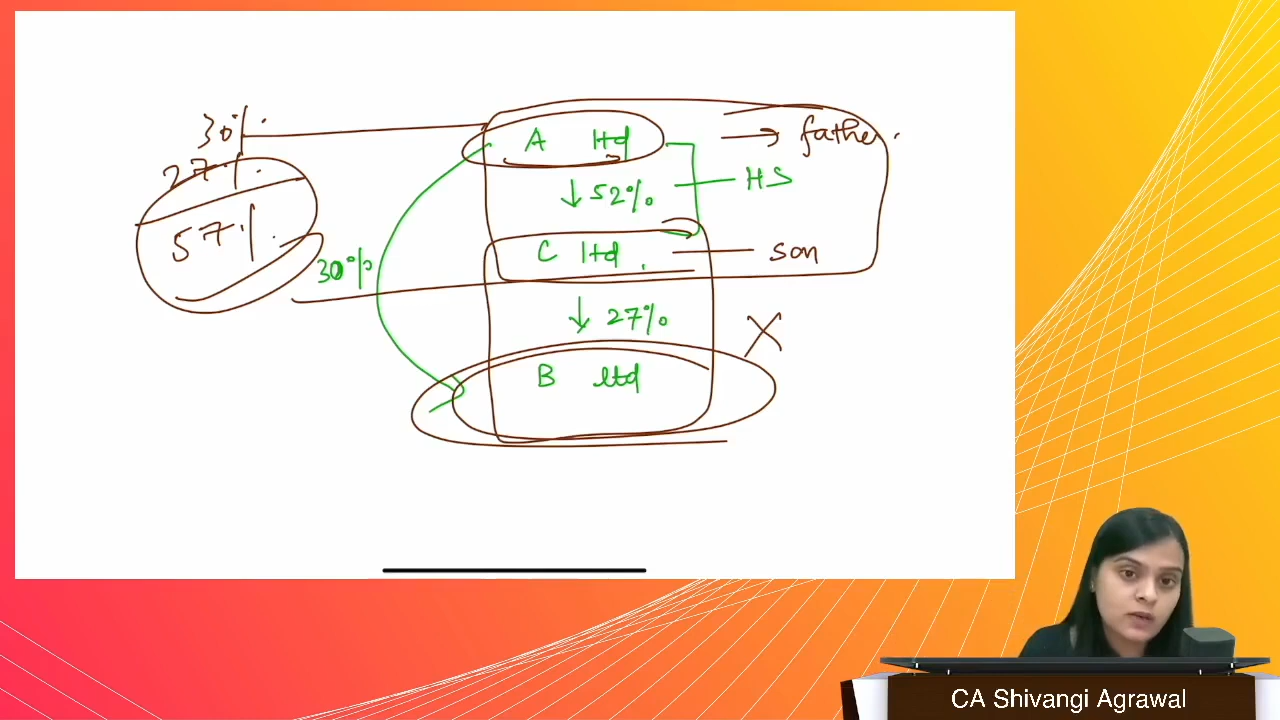 30%.
27%.
57%.
A ltd
→ father.
↓ 52%
HS
C ltd.
son
30%
↓ 27%
X
B ltd
CA Shivangi Agrawal